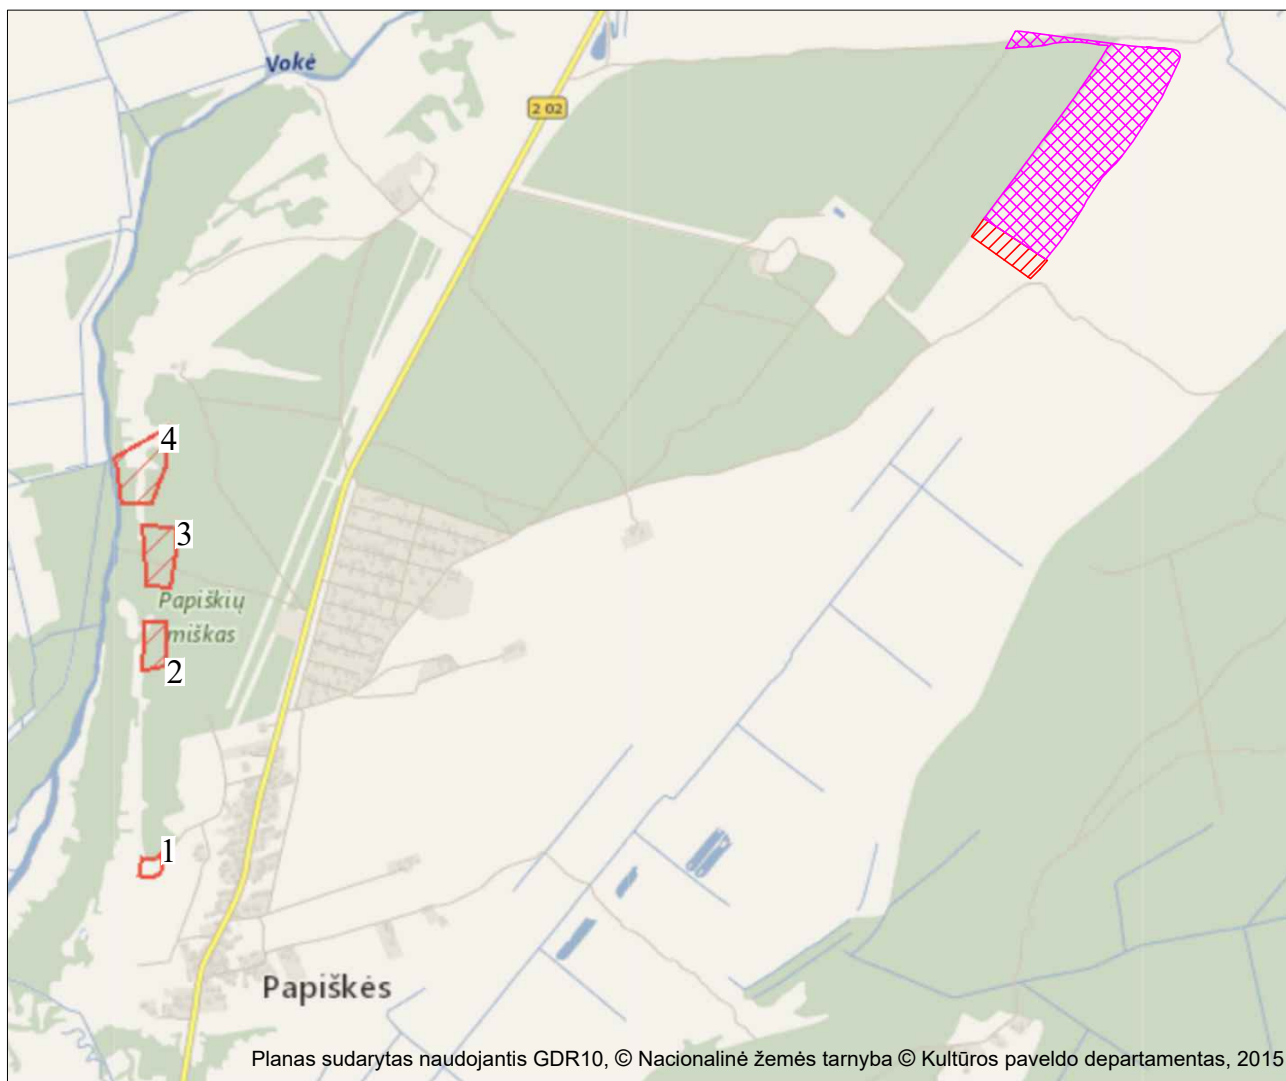 Vokė
2 02
4
3
Papiškių
miškas
2
1
Papiškės
Planas sudarytas naudojantis GDR10, © Nacionalinė žemės tarnyba © Kultūros paveldo departamentas, 2015